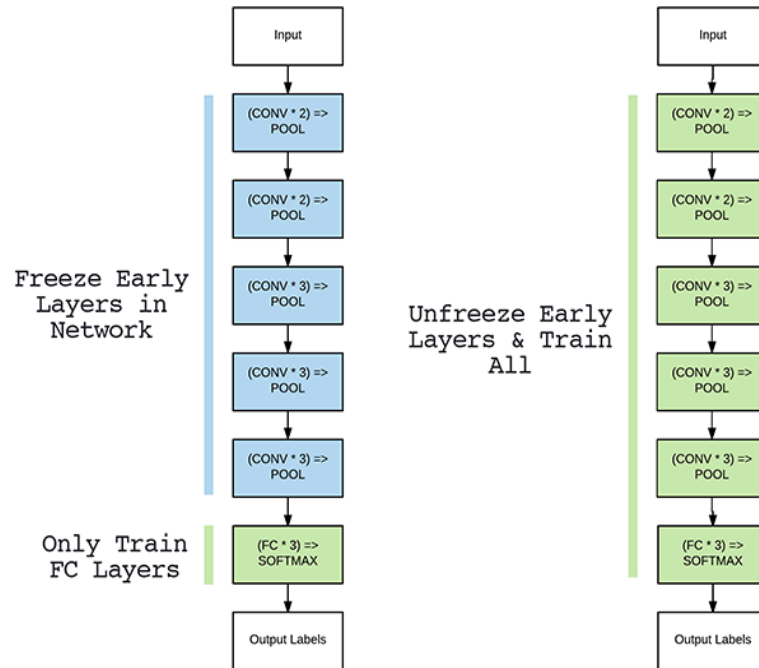 Input
(CONV * 2) =>
POOL
(CONV * 2) =>
POOL
(CONV * 3) =>
POOL
(CONV * 3) =>
POOL
(CONV * 3) =>
POOL
(FC * 3) =>
SOFTMAX
Output Labels
Freeze Early
Layers in
Network
Only Train
FC Layers
Input
(CONV * 2) =>
POOL
(CONV * 2) =>
POOL
(CONV * 3) =>
POOL
(CONV * 3) =>
POOL
(CONV * 3) =>
POOL
(FC * 3) =>
SOFTMAX
Output Labels
Unfreeze Early
Layers & Train
All